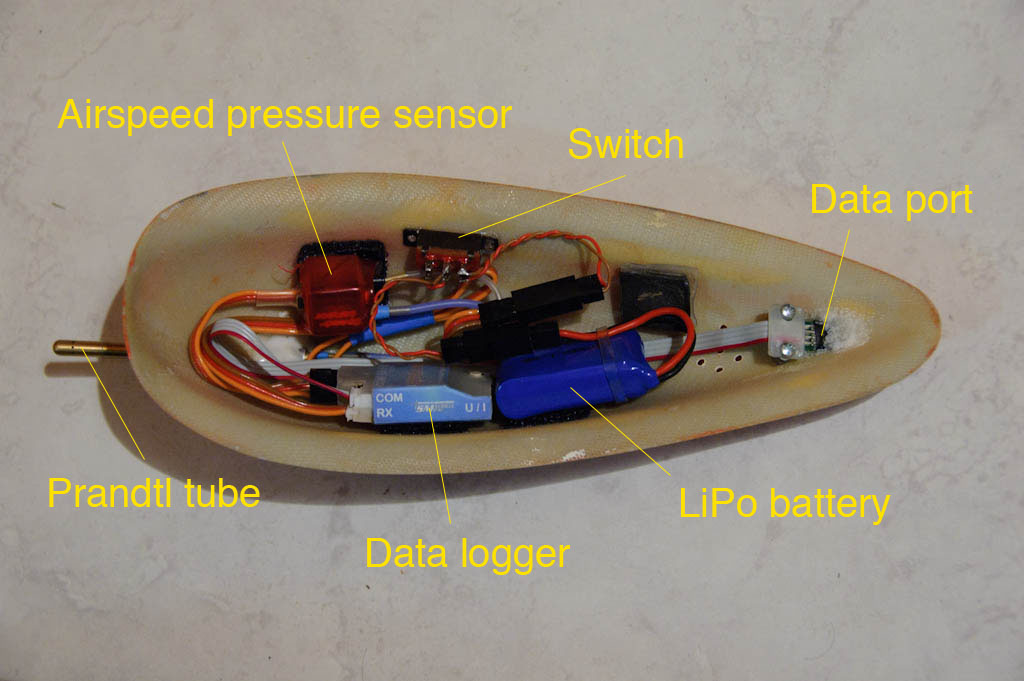 Airspeed pressure sensor
Switch
Data port
COM
RX
U / I
Prandtl tube
LiPo battery
Data logger